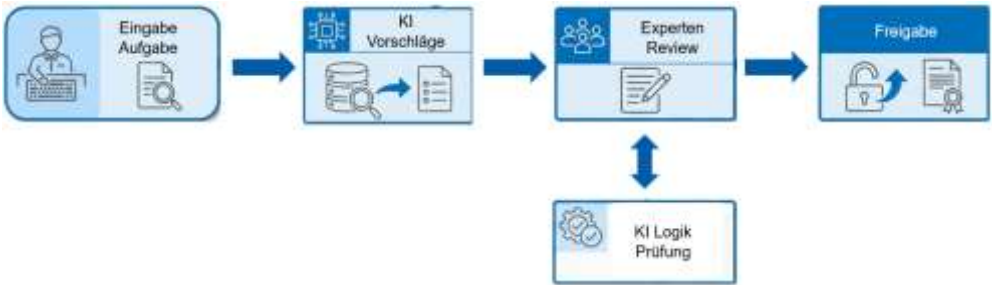 Eingabe
Aufgabe
KI
Vorschläge
Experten
Review
Freigabe
KI Logik
Prüfung